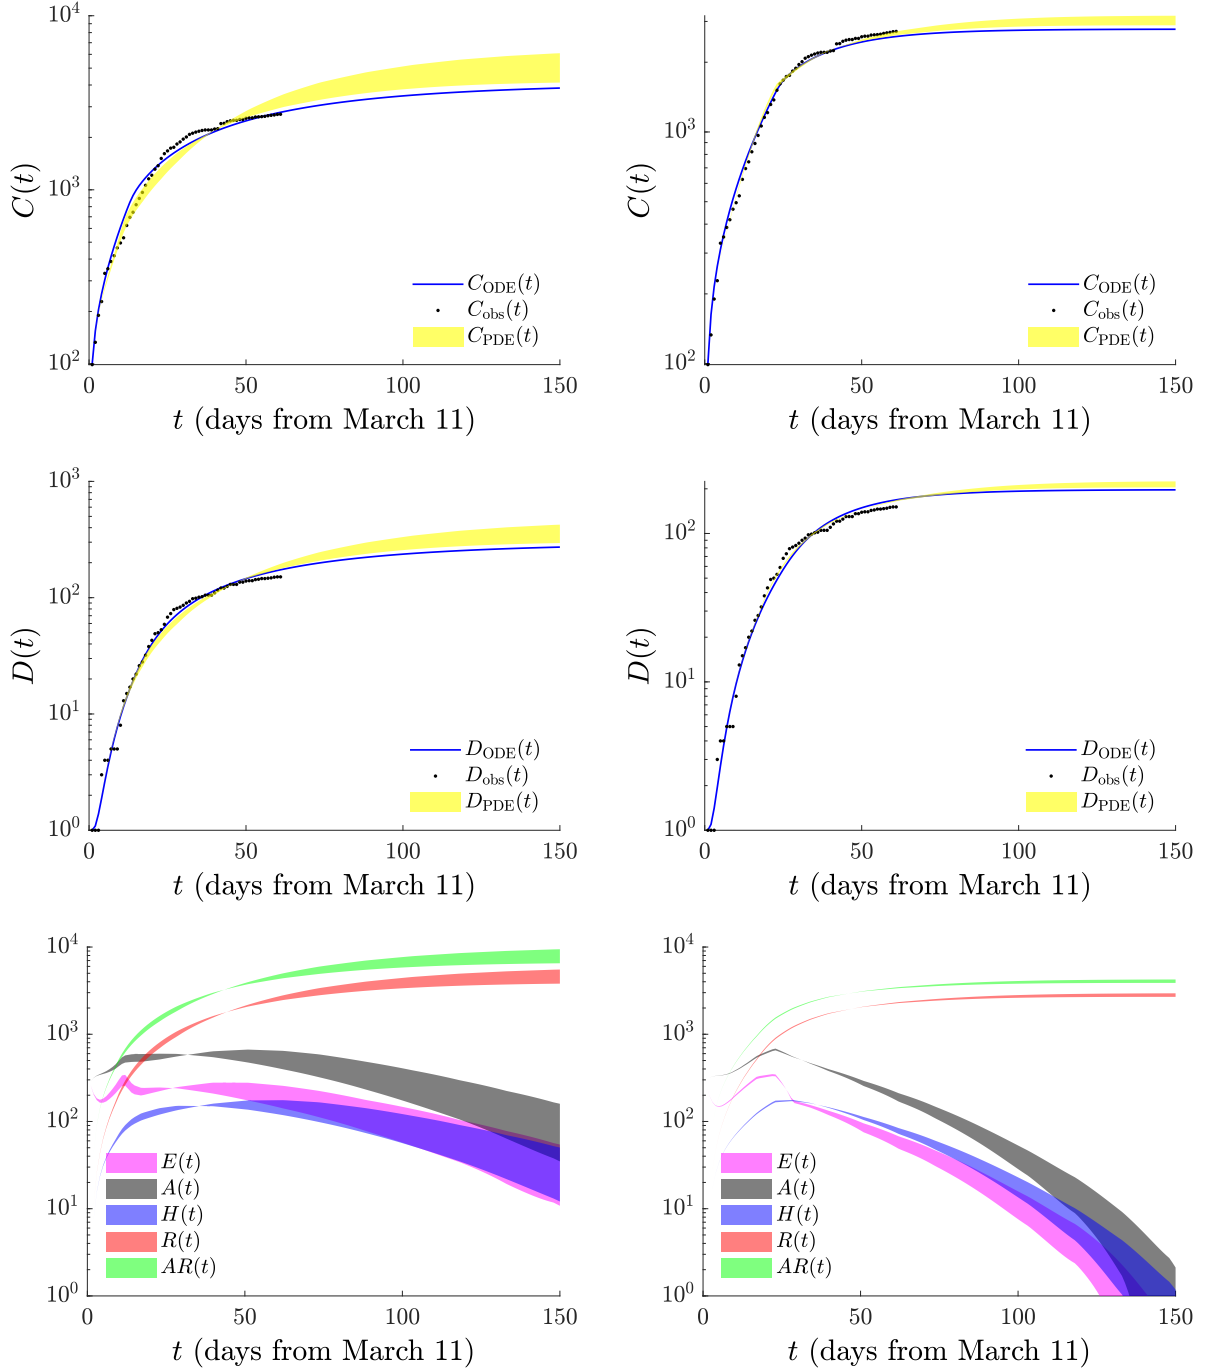 10^4
10^3
10^2
C(t)
C_ODE(t)
C_obs(t)
C_PDE(t)
0 50 100 150
t (days from March 11)
10^3
10^2
C(t)
C_ODE(t)
C_obs(t)
C_PDE(t)
0 50 100 150
t (days from March 11)
10^3
10^2
10^1
10^0
D(t)
D_ODE(t)
D_obs(t)
D_PDE(t)
0 50 100 150
t (days from March 11)
10^2
10^1
10^0
D(t)
D_ODE(t)
D_obs(t)
D_PDE(t)
0 50 100 150
t (days from March 11)
10^4
10^3
10^2
10^1
10^0
E(t)
A(t)
H(t)
R(t)
AR(t)
0 50 100 150
t (days from March 11)
10^4
10^3
10^2
10^1
10^0
E(t)
A(t)
H(t)
R(t)
AR(t)
0 50 100 150
t (days from March 11)